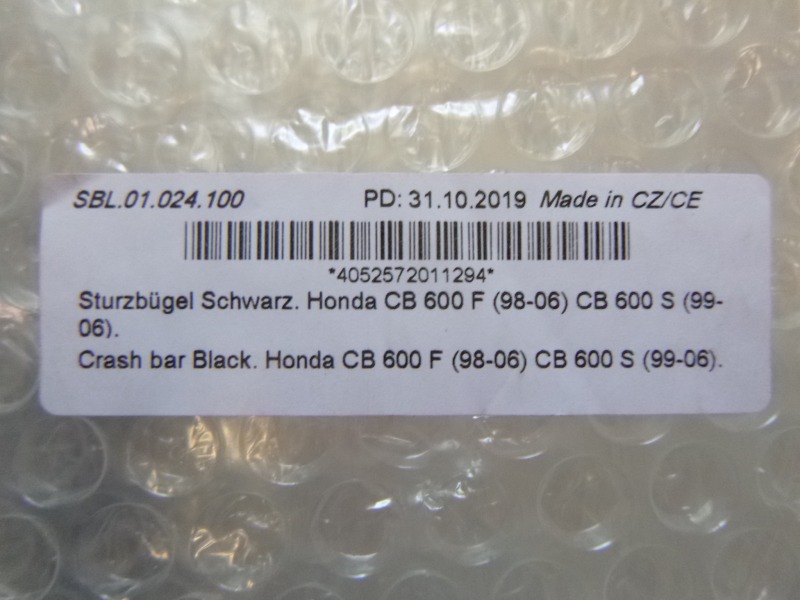 SBL.01.024.100 PD: 31.10.2019 Made in CZ/CE
*4052572011294*
Sturzbügel Schwarz. Honda CB 600 F (98-06) CB 600 S (99-
06).
Crash bar Black. Honda CB 600 F (98-06) CB 600 S (99-06).